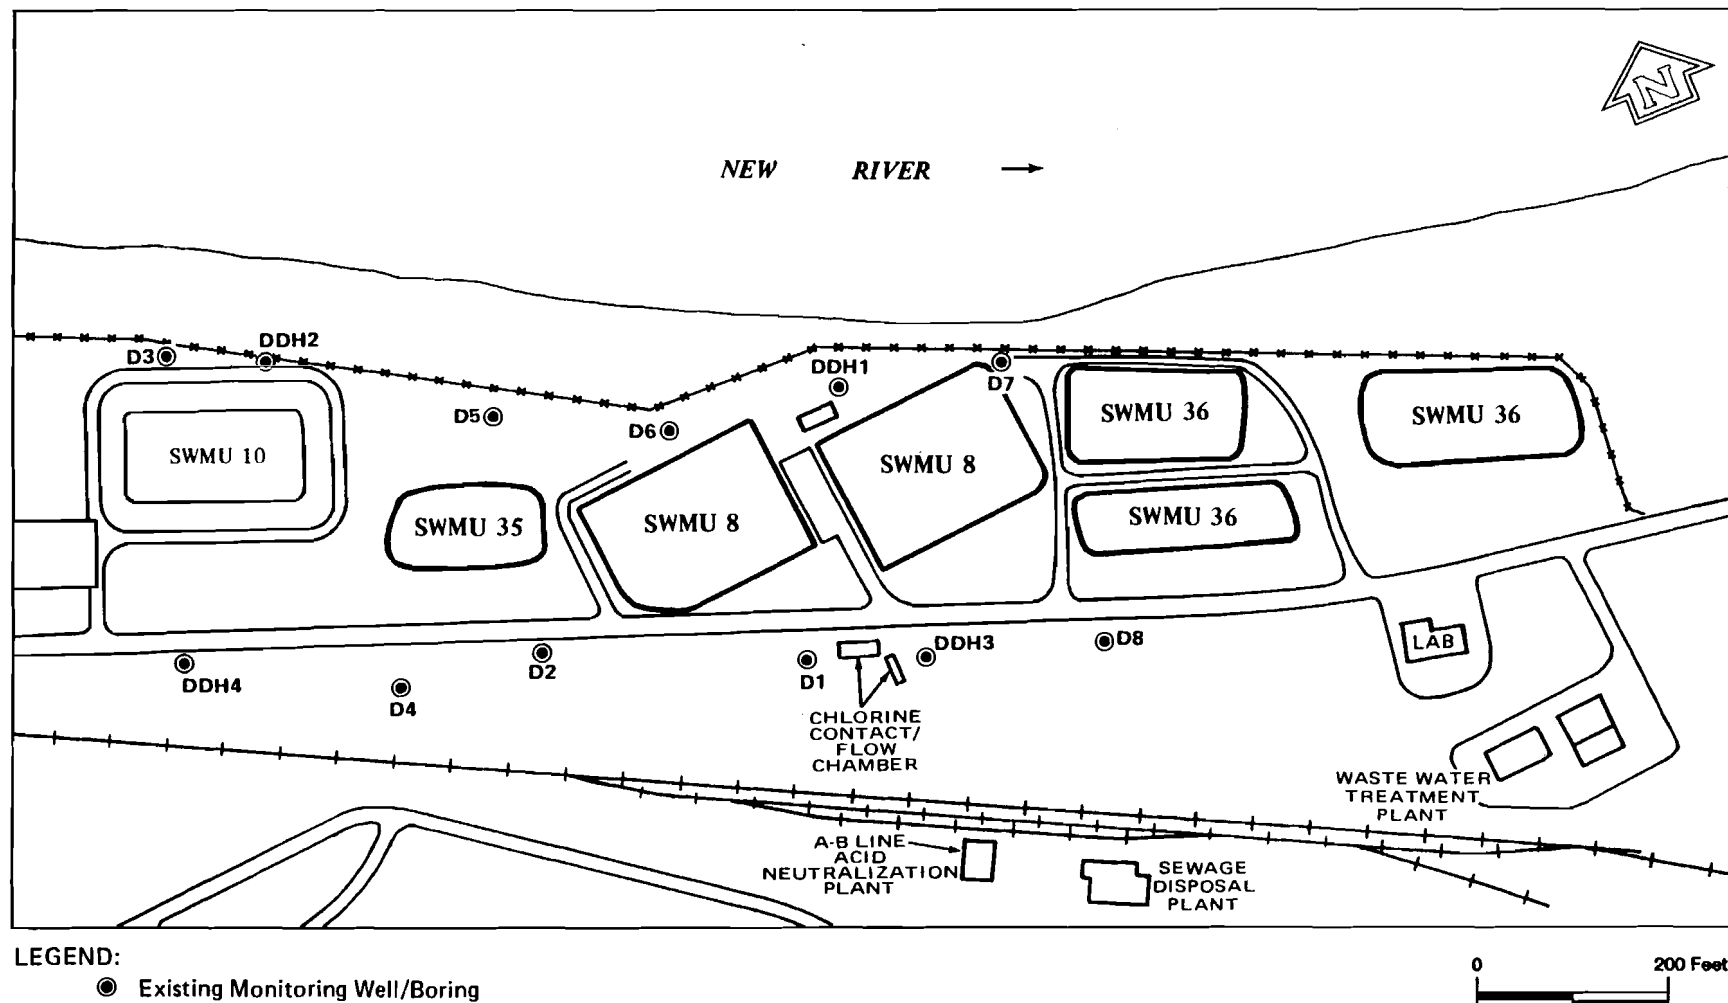 N
NEW RIVER
D3
DDH2
DDH1
D7
D5
D6
SWMU 10
SWMU 35
SWMU 8
SWMU 8
SWMU 36
SWMU 36
SWMU 36
DDH4
D4
D2
D1
DDH3
D8
LAB
CHLORINE
CONTACT/
FLOW
CHAMBER
WASTE WATER
TREATMENT
PLANT
A-B LINE
ACID
NEUTRALIZATION
PLANT
SEWAGE
DISPOSAL
PLANT
LEGEND:
Existing Monitoring Well/Boring
0 200 Feet